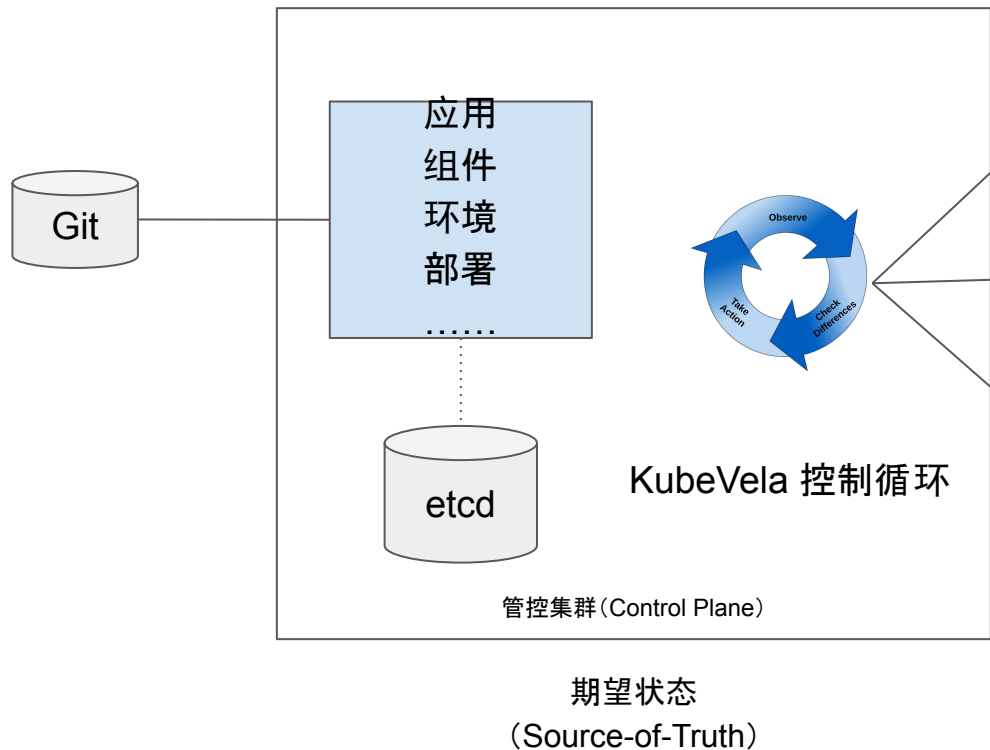 Git
应用
组件
环境
部署
......
etcd
Observe
Check
Differences
Take
Action
KubeVela 控制循环
管控集群（Control Plane）
期望状态
（Source-of-Truth）